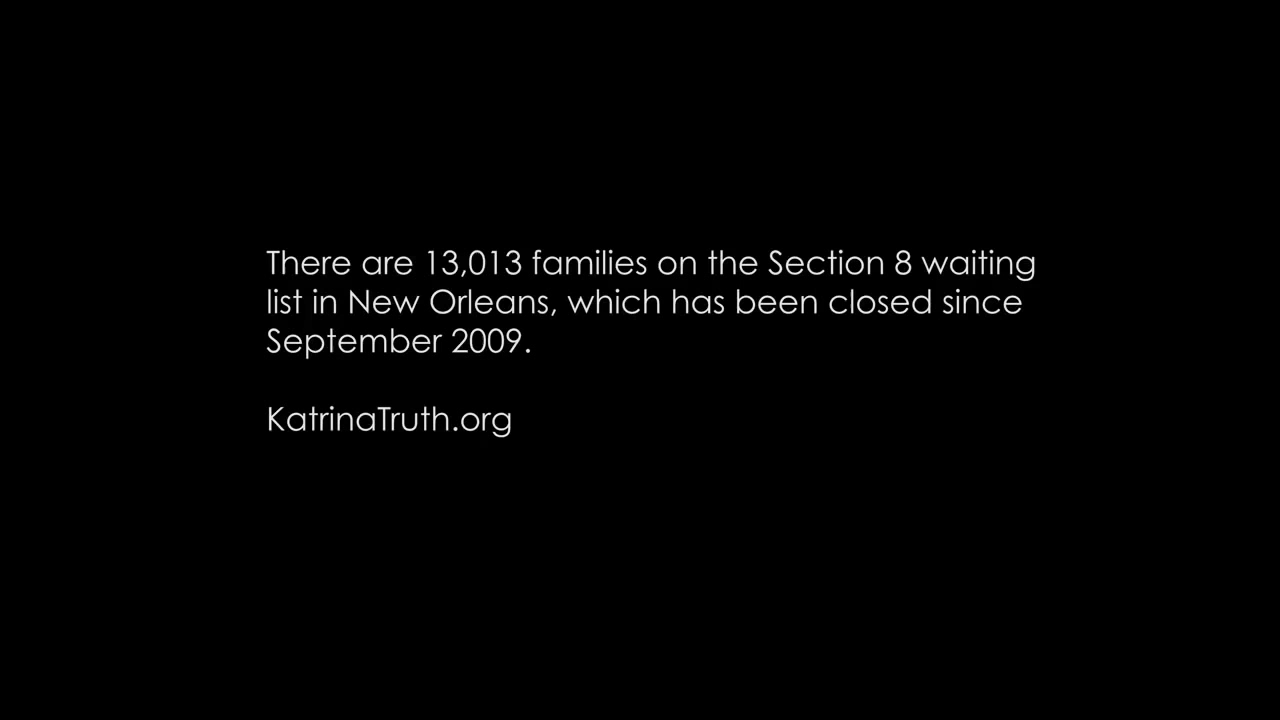 There are 13,013 families on the Section 8 waiting
list in New Orleans, which has been closed since
September 2009.
KatrinaTruth.org